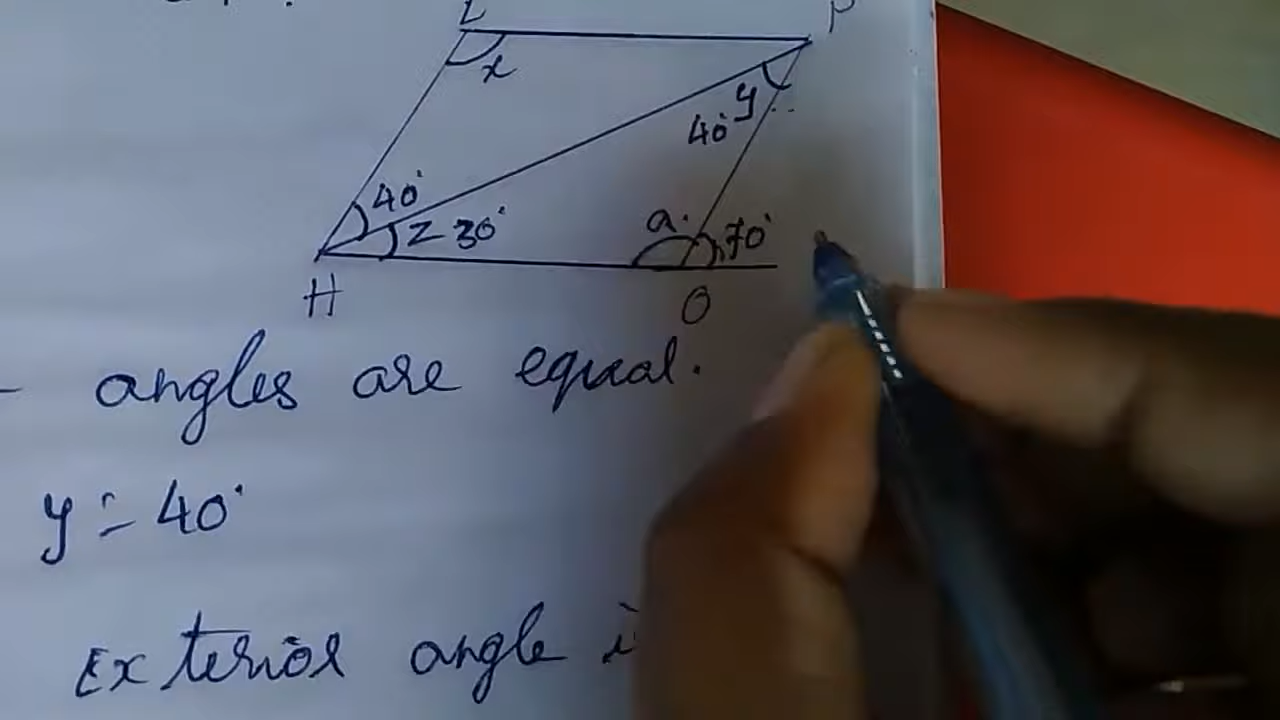 L P
x
y
40°
40°
z 30°
a. 70°
H O
angles are equal.
y = 40°
Exterior angle